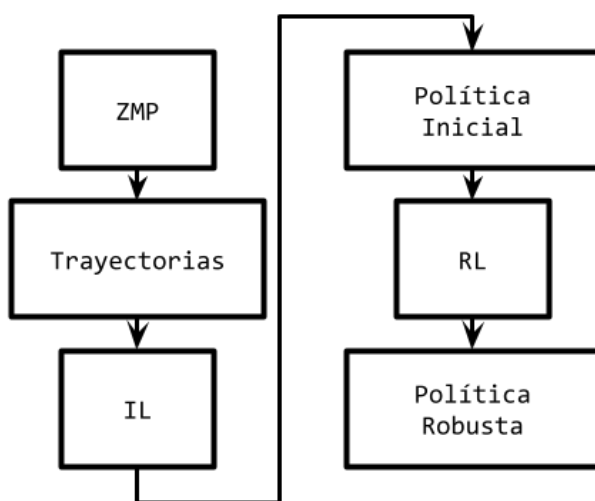 ZMP
Trayectorias
IL
Política
Inicial
RL
Política
Robusta